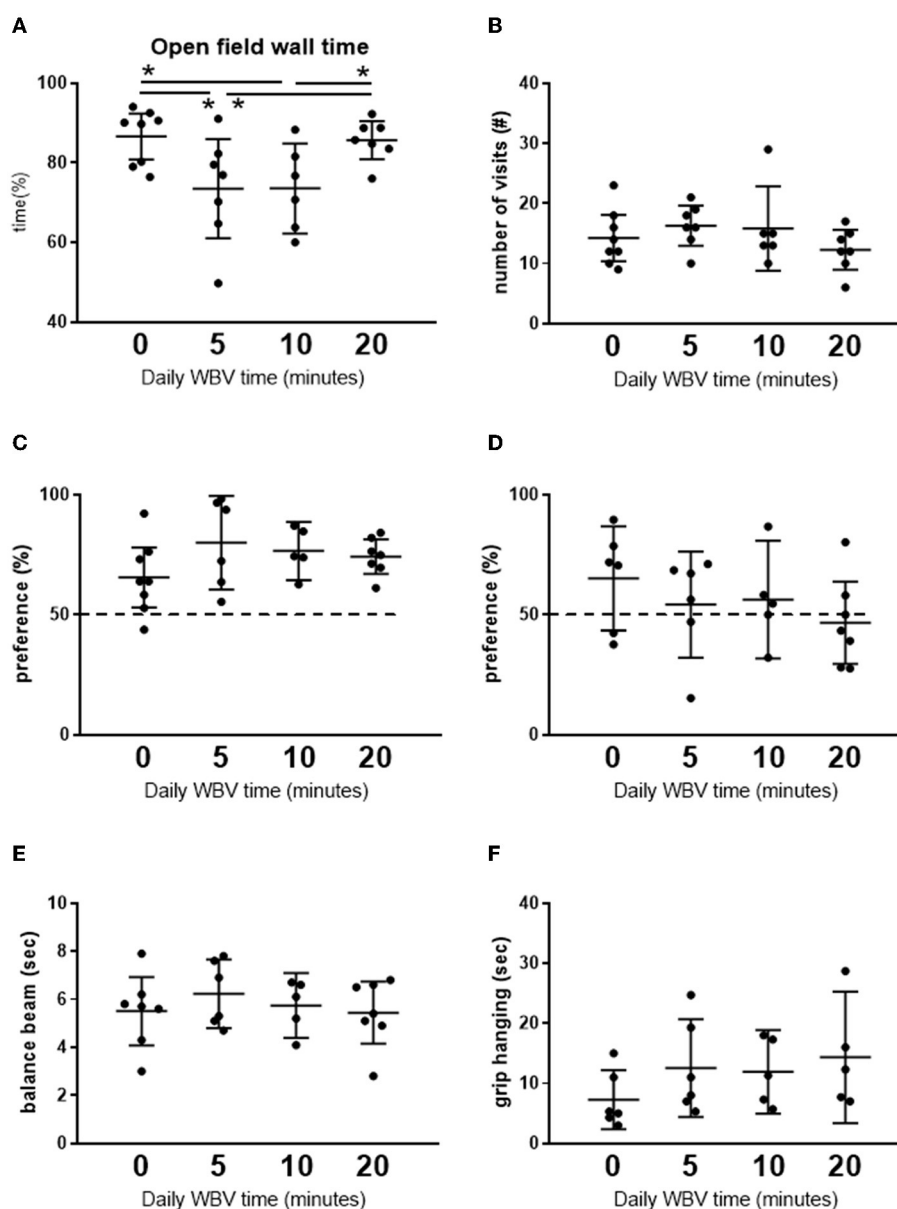 A
Open field wall time
* *
* *
100
80
60
40
time(%)
0 5 10 20
Daily WBV time (minutes)
B
40
30
20
10
0
number of visits (#)
0 5 10 20
Daily WBV time (minutes)
C
100
50
0
preference (%)
0 5 10 20
Daily WBV time (minutes)
D
100
50
0
preference (%)
0 5 10 20
Daily WBV time (minutes)
E
10
8
6
4
2
0
balance beam (sec)
0 5 10 20
Daily WBV time (minutes)
F
40
30
20
10
0
grip hanging (sec)
0 5 10 20
Daily WBV time (minutes)